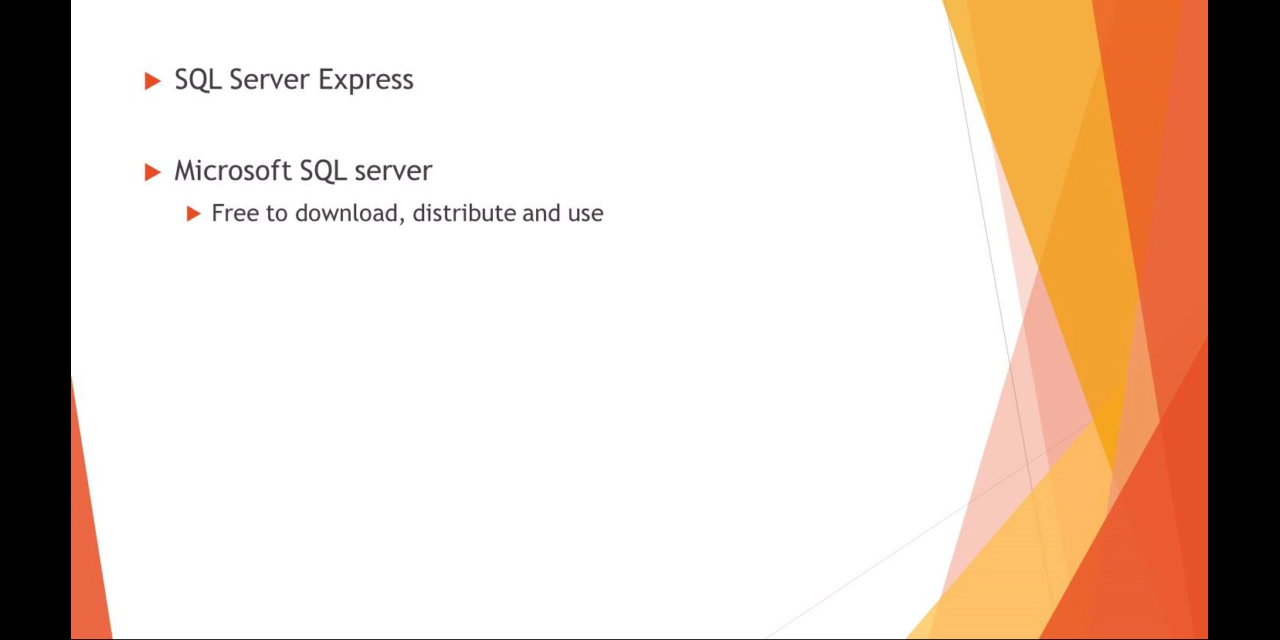 SQL Server Express
Microsoft SQL server
Free to download, distribute and use